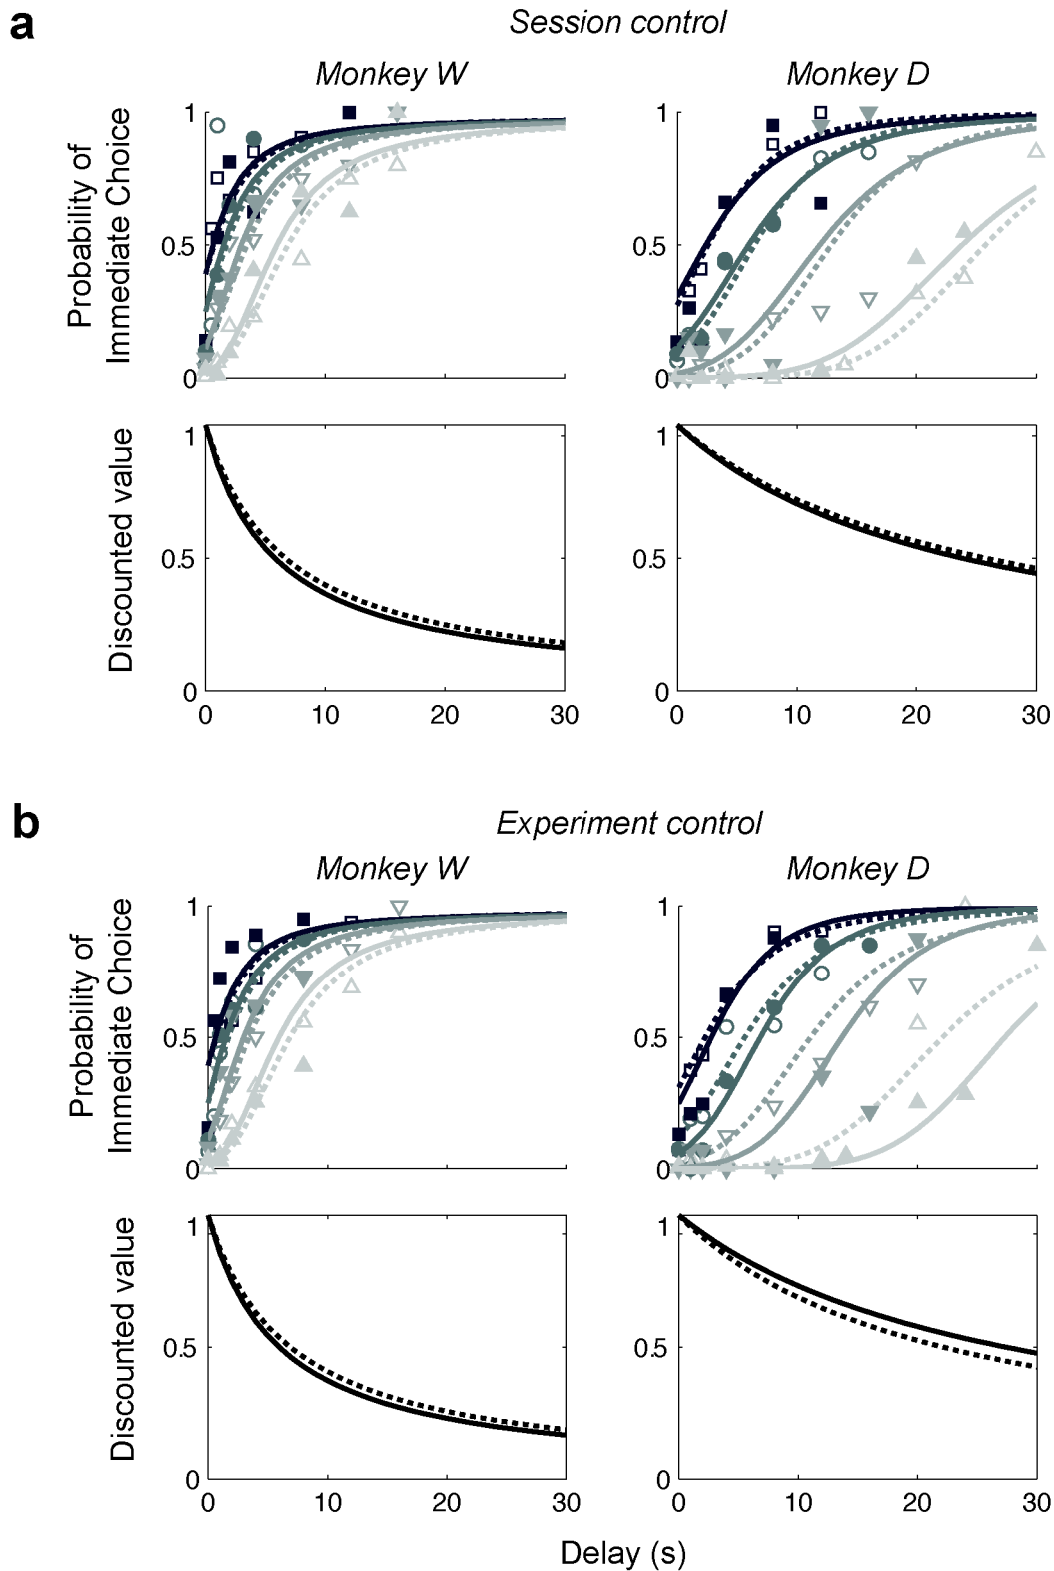 a
Session control
Monkey W
Monkey D
Probability of
Immediate Choice
1
0.5
0
1
0.5
0
Discounted value
1
0.5
0
0 10 20 30
1
0.5
0
0 10 20 30
b
Experiment control
Monkey W
Monkey D
Probability of
Immediate Choice
1
0.5
0
1
0.5
0
Discounted value
1
0.5
0
0 10 20 30
1
0.5
0
0 10 20 30
Delay (s)